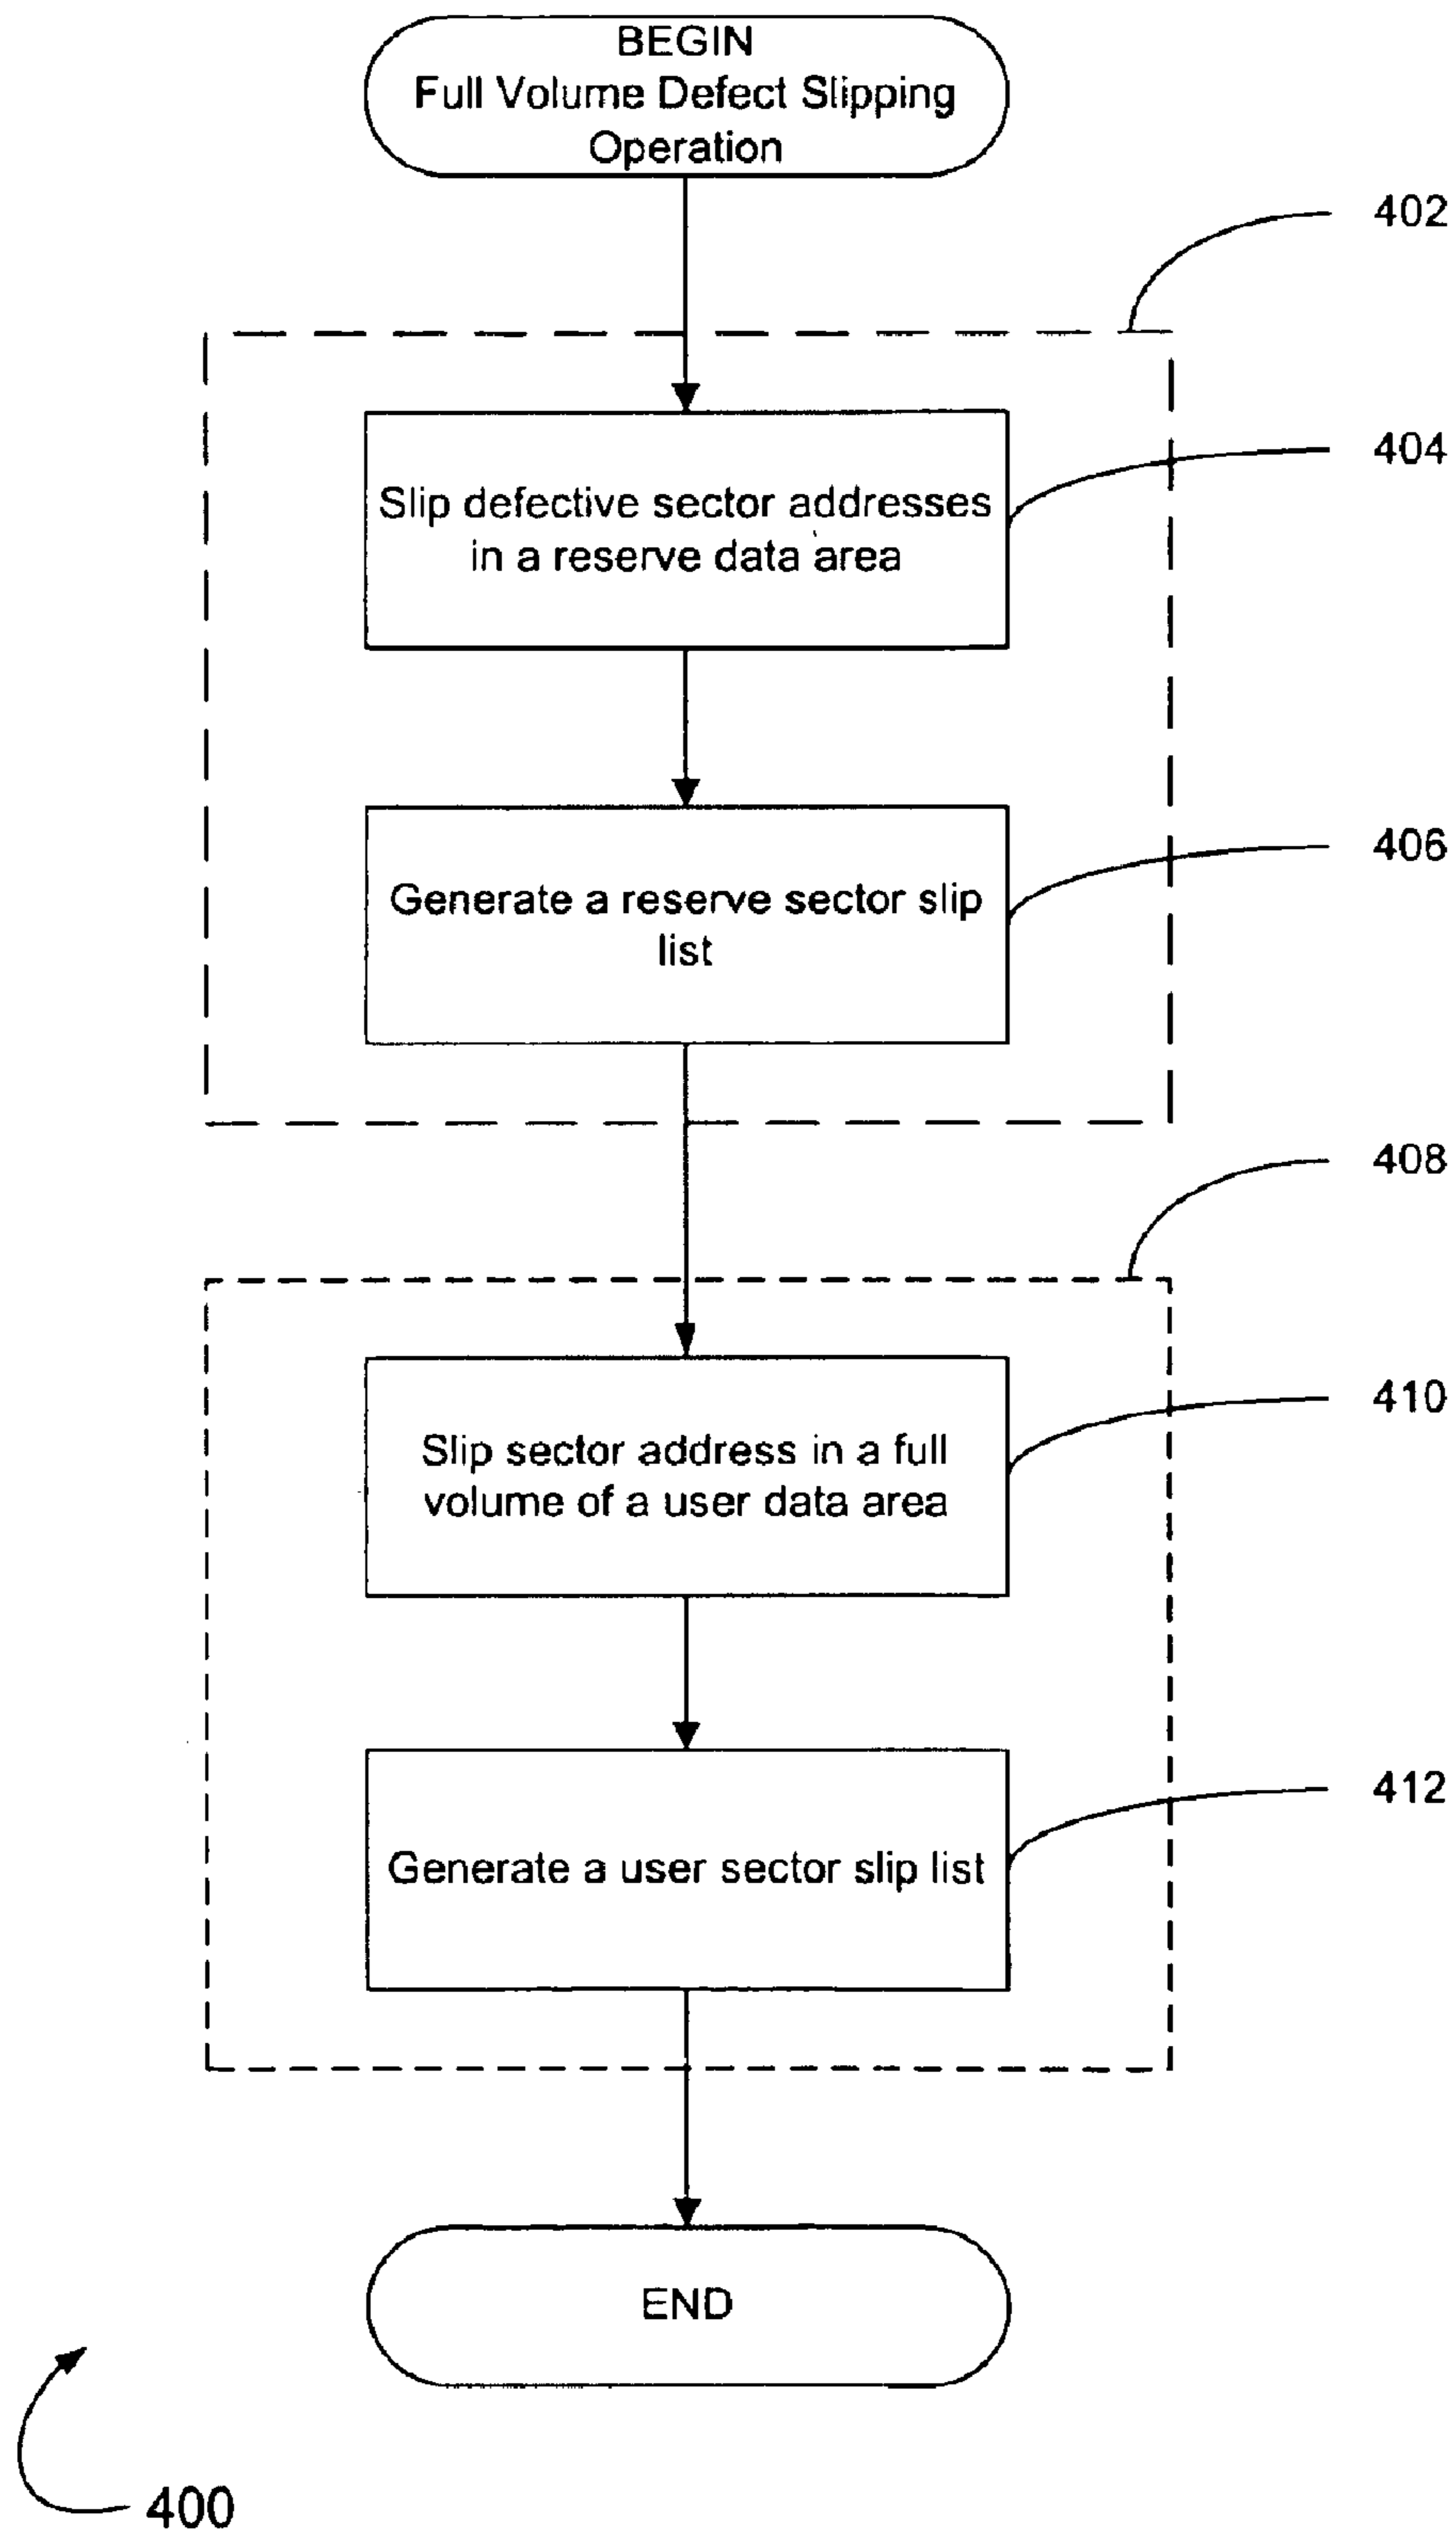 BEGIN
Full Volume Defect Slipping
Operation
402
404
Slip defective sector addresses
in a reserve data area
406
Generate a reserve sector slip
list
408
410
Slip sector address in a full
volume of a user data area
412
Generate a user sector slip list
END
400